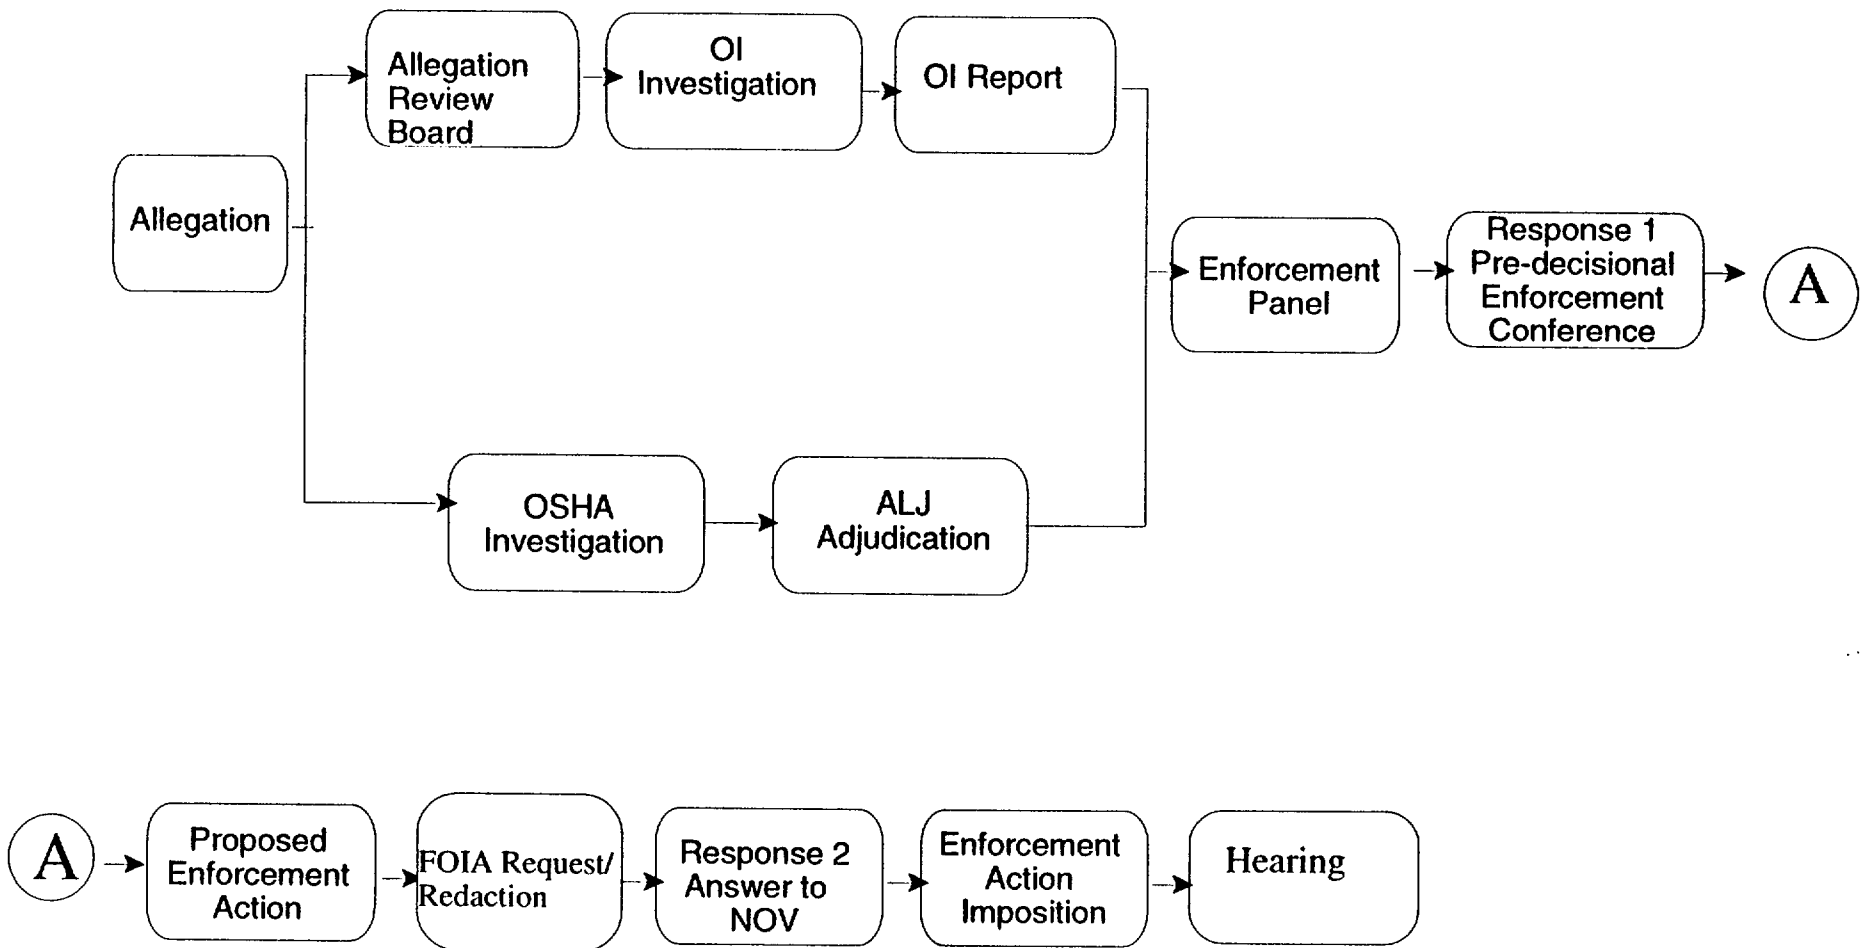 Allegation
Allegation
Review
Board
OI
Investigation
OI Report
OSHA
Investigation
ALJ
Adjudication
Enforcement
Panel
Response 1
Pre-decisional
Enforcement
Conference
A
A
Proposed
Enforcement
Action
FOIA Request/
Redaction
Response 2
Answer to
NOV
Enforcement
Action
Imposition
Hearing